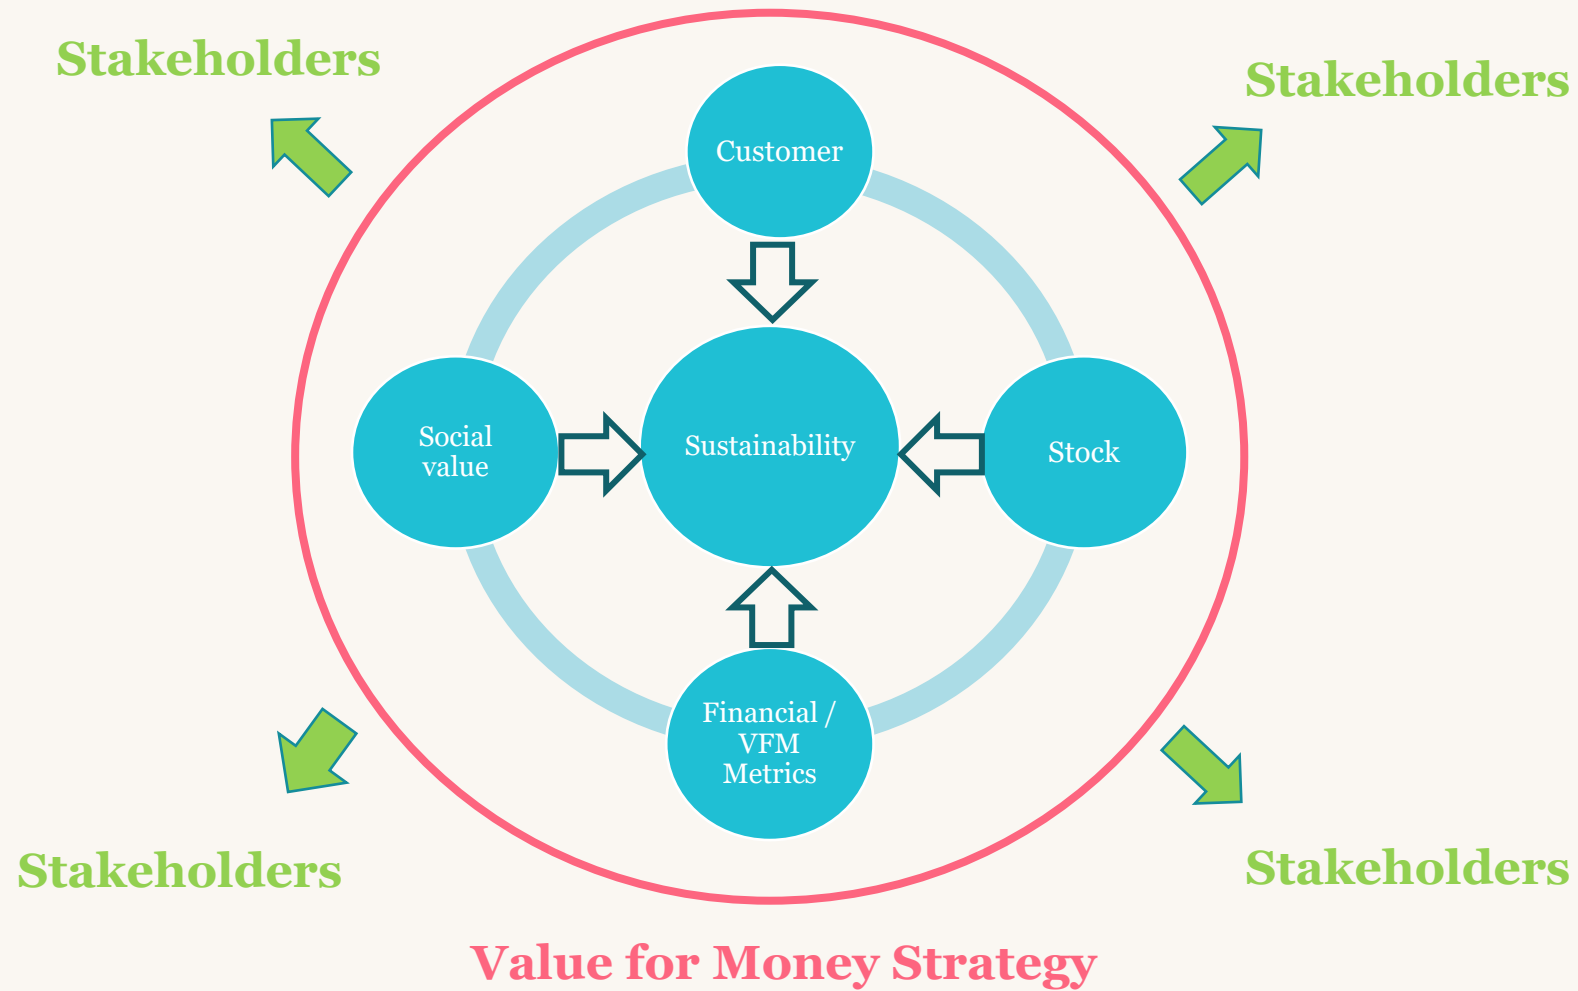 Stakeholders
Stakeholders
Customer
Social
value
Sustainability
Stock
Financial /
VFM
Metrics
Stakeholders
Stakeholders
Value for Money Strategy